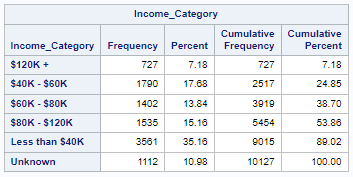 Income_Category
Cumulative Cumulative
Income_Category Frequency Percent Frequency Percent
$120K + 727 7.18 727 7.18
$40K - $60K 1790 17.68 2517 24.85
$60K - $80K 1402 13.84 3919 38.70
$80K - $120K 1535 15.16 5454 53.86
Less than $40K 3561 35.16 9015 89.02
Unknown 1112 10.98 10127 100.00